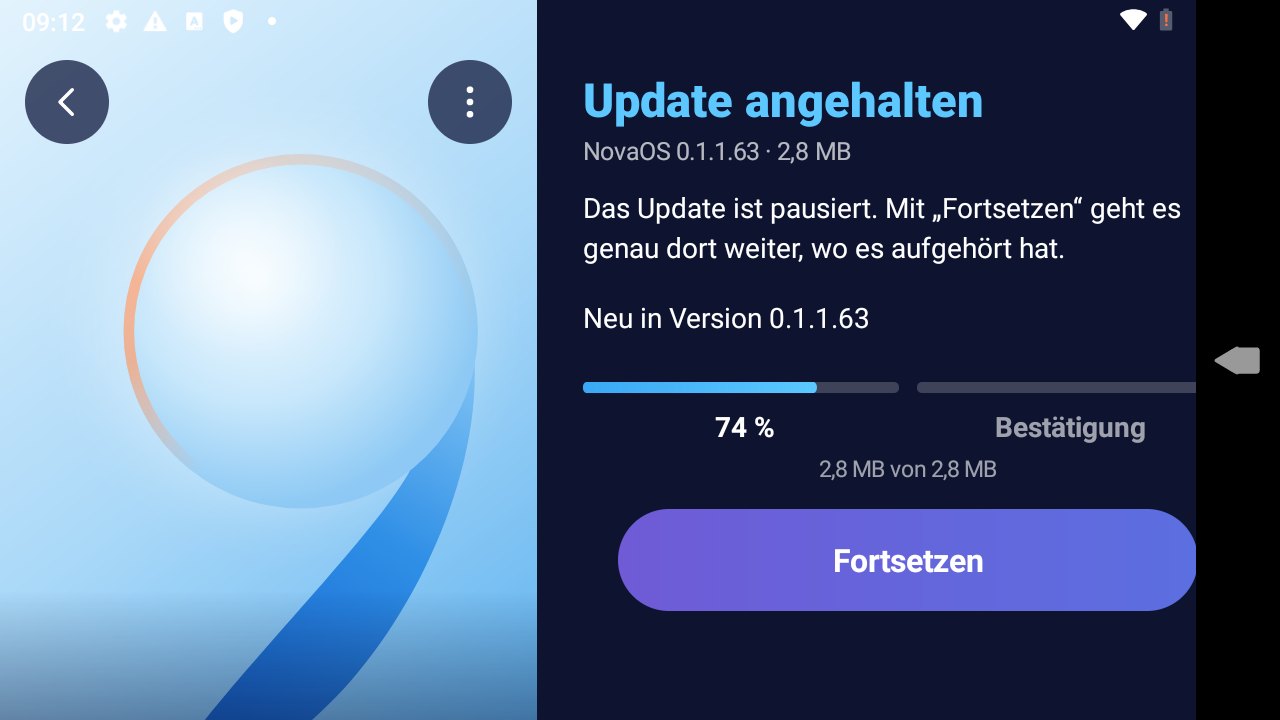 09:12
Update angehalten
NovaOS 0.1.1.63 · 2,8 MB
Das Update ist pausiert. Mit „Fortsetzen“ geht es
genau dort weiter, wo es aufgehört hat.
Neu in Version 0.1.1.63
74 %
Bestätigung
2,8 MB von 2,8 MB
Fortsetzen